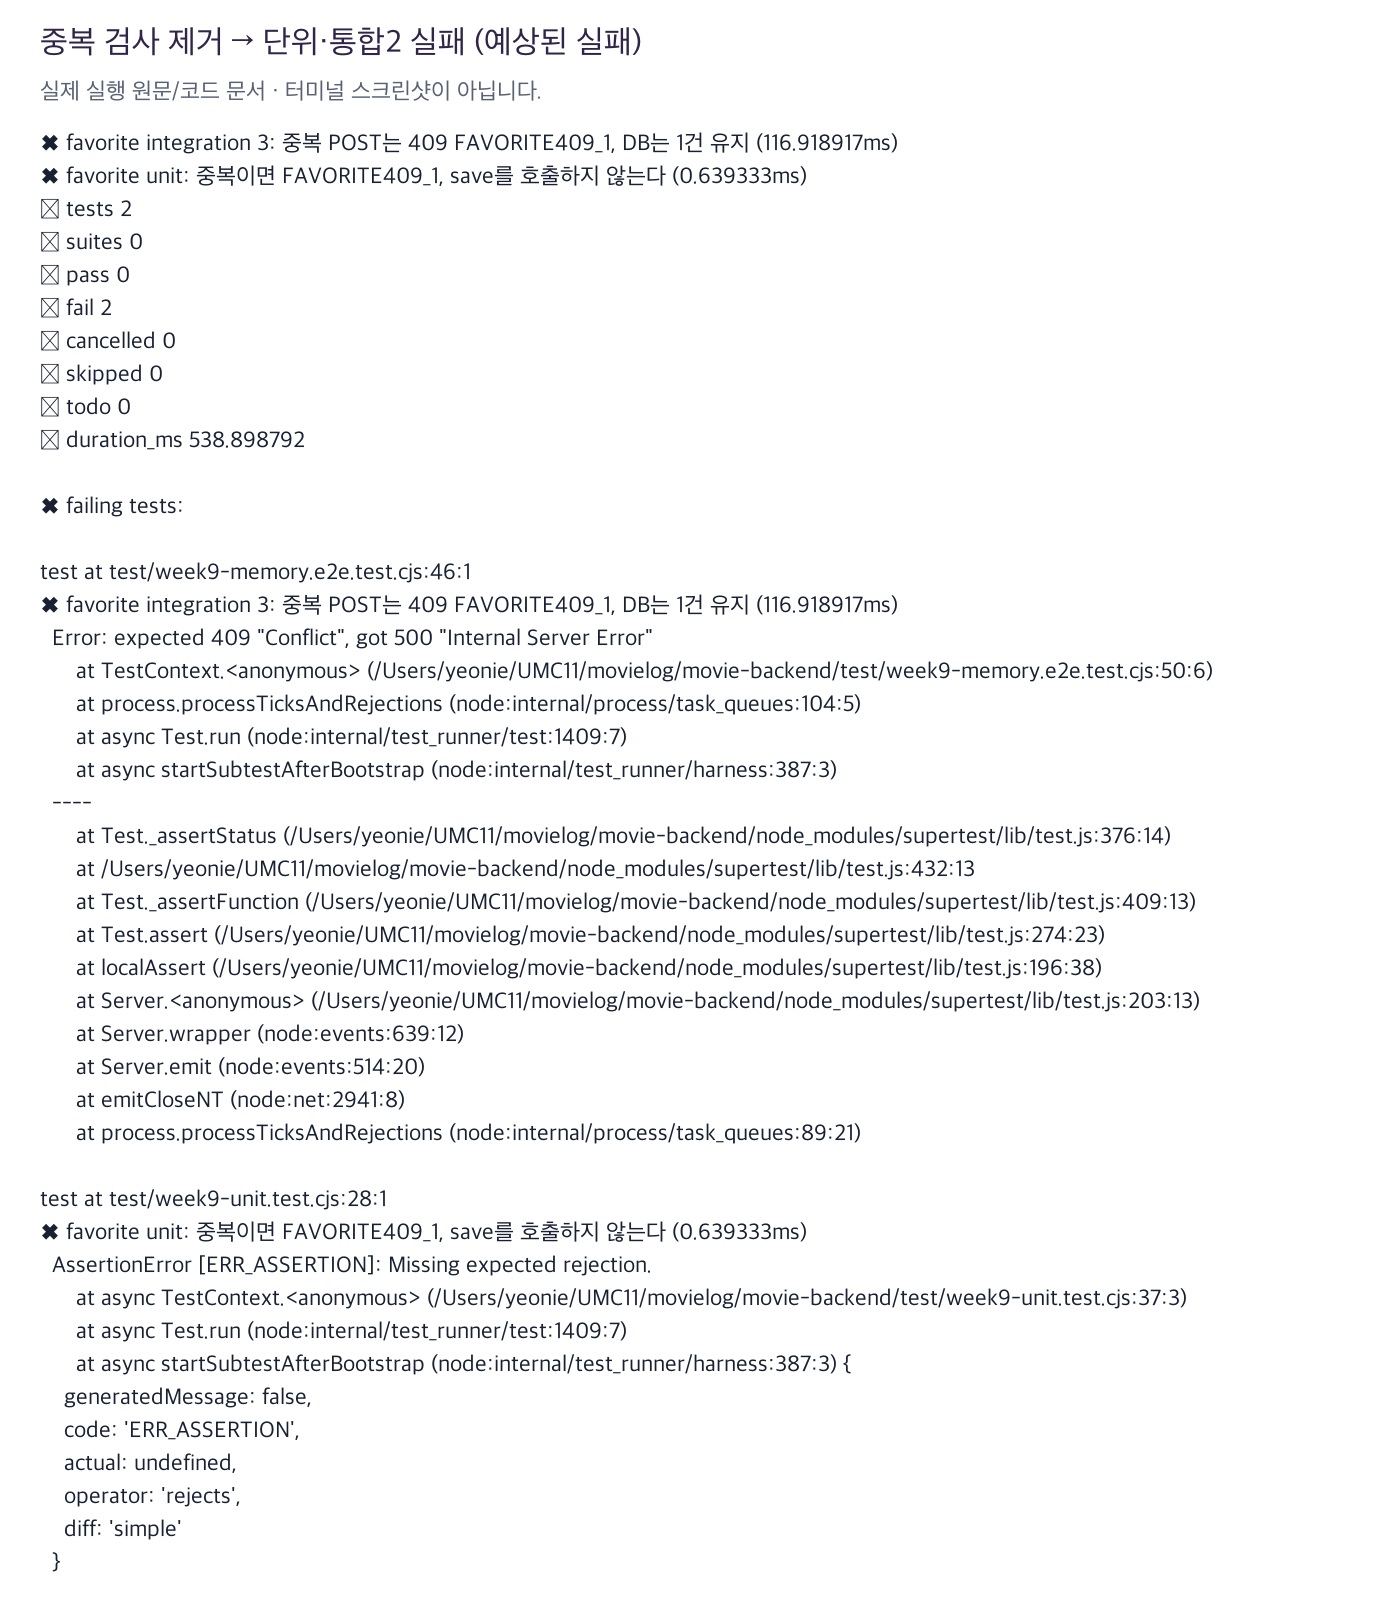 중복 검사 제거 → 단위·통합2 실패 (예상된 실패)
실제 실행 원문/코드 문서 · 터미널 스크린샷이 아닙니다.
✖ favorite integration 3: 중복 POST는 409 FAVORITE409_1, DB는 1건 유지 (116.918917ms)
✖ favorite unit: 중복이면 FAVORITE409_1, save를 호출하지 않는다 (0.639333ms)
☒ tests 2
☒ suites 0
☒ pass 0
☒ fail 2
☒ cancelled 0
☒ skipped 0
☒ todo 0
☒ duration_ms 538.898792
✖ failing tests:
test at test/week9-memory.e2e.test.cjs:46:1
✖ favorite integration 3: 중복 POST는 409 FAVORITE409_1, DB는 1건 유지 (116.918917ms)
Error: expected 409 "Conflict", got 500 "Internal Server Error"
at TestContext.<anonymous> (/Users/yeonie/UMC11/movielog/movie-backend/test/week9-memory.e2e.test.cjs:50:6)
at process.processTicksAndRejections (node:internal/process/task_queues:104:5)
at async Test.run (node:internal/test_runner/test:1409:7)
at async startSubtestAfterBootstrap (node:internal/test_runner/harness:387:3)
----
at Test._assertStatus (/Users/yeonie/UMC11/movielog/movie-backend/node_modules/supertest/lib/test.js:376:14)
at /Users/yeonie/UMC11/movielog/movie-backend/node_modules/supertest/lib/test.js:432:13
at Test._assertFunction (/Users/yeonie/UMC11/movielog/movie-backend/node_modules/supertest/lib/test.js:409:13)
at Test.assert (/Users/yeonie/UMC11/movielog/movie-backend/node_modules/supertest/lib/test.js:274:23)
at localAssert (/Users/yeonie/UMC11/movielog/movie-backend/node_modules/supertest/lib/test.js:196:38)
at Server.<anonymous> (/Users/yeonie/UMC11/movielog/movie-backend/node_modules/supertest/lib/test.js:203:13)
at Server.wrapper (node:events:639:12)
at Server.emit (node:events:514:20)
at emitCloseNT (node:net:2941:8)
at process.processTicksAndRejections (node:internal/process/task_queues:89:21)
test at test/week9-unit.test.cjs:28:1
✖ favorite unit: 중복이면 FAVORITE409_1, save를 호출하지 않는다 (0.639333ms)
AssertionError [ERR_ASSERTION]: Missing expected rejection.
at async TestContext.<anonymous> (/Users/yeonie/UMC11/movielog/movie-backend/test/week9-unit.test.cjs:37:3)
at async Test.run (node:internal/test_runner/test:1409:7)
at async startSubtestAfterBootstrap (node:internal/test_runner/harness:387:3) {
generatedMessage: false,
code: 'ERR_ASSERTION',
actual: undefined,
operator: 'rejects',
diff: 'simple'
}